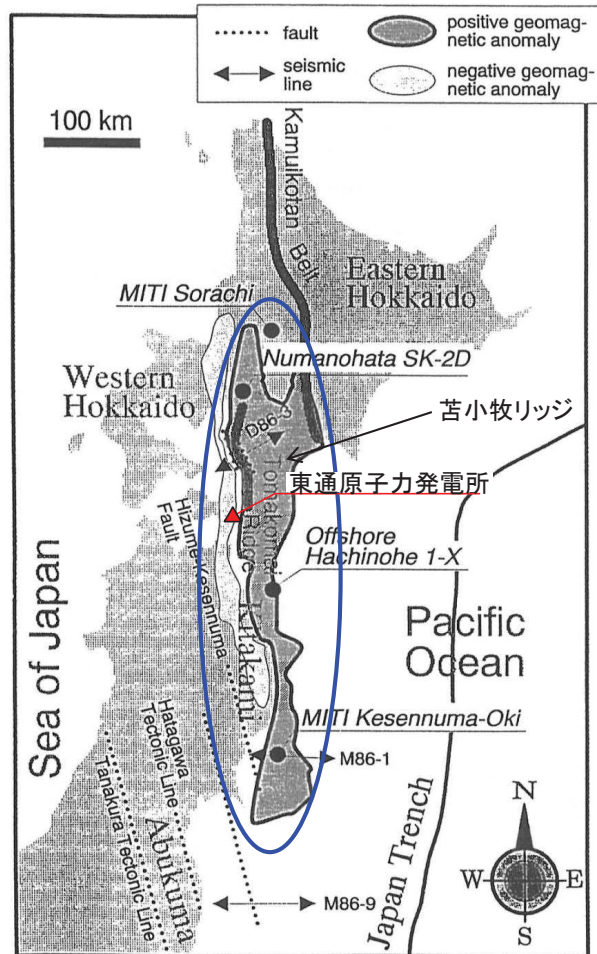 fault
seismic
line
positive geomag-
netic anomaly
negative geomag-
netic anomaly
100 km
Kamuikotan
Belt
Eastern
Hokkaido
MITI Sorachi
Numanohata SK-2D
Western
Hokkaido
D86-3
苫小牧リッジ
Tomakomai
Ridge
東通原子力発電所
Hizume-Kesennuma
Fault
Offshore
Hachinohe 1-X
Sea of Japan
Kitakami
Pacific
Ocean
MITI Kesennuma-Oki
M86-1
Hatagawa
Tectonic Line
Tanakura Tectonic Line
Abukuma
M86-9
Japan Trench
N
W
E
S